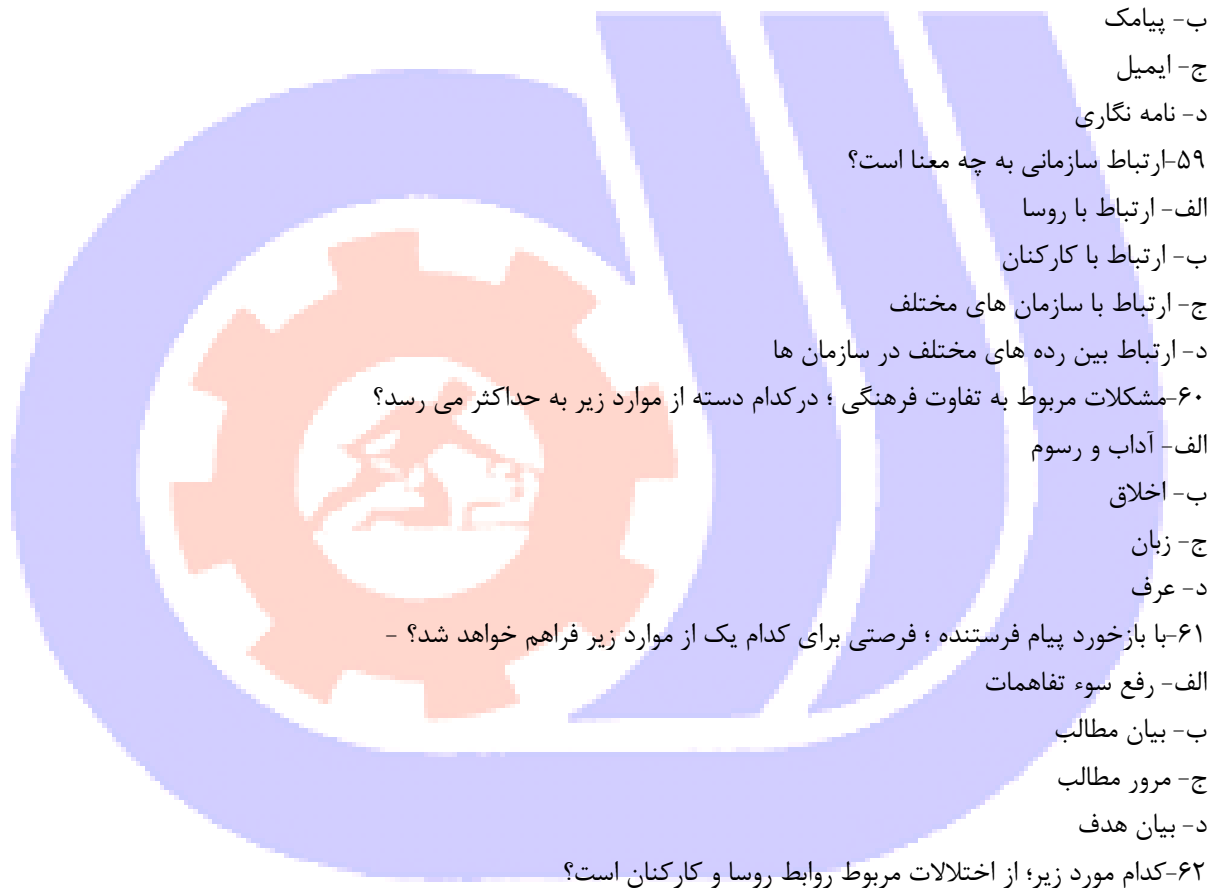 ب- پیامک
ج- ایمیل
د- نامه نگاری
۵۹-ارتباط سازمانی به چه معنا است؟
الف- ارتباط با روسا
ب- ارتباط با کارکنان
ج- ارتباط با سازمان های مختلف
د- ارتباط بین رده های مختلف در سازمان ها
۶۰-مشکلات مربوط به تفاوت فرهنگی ؛ درکدام دسته از موارد زیر به حداکثر می رسد؟
الف- آداب و رسوم
ب- اخلاق
ج- زبان
د- عرف
۶۱-با بازخورد پیام فرستنده ؛ فرصتی برای کدام یک از موارد زیر فراهم خواهد شد؟ -
الف- رفع سوء تفاهمات
ب- بیان مطالب
ج- مرور مطالب
د- بیان هدف
۶۲-کدام مورد زیر؛ از اختلالات مربوط روابط روسا و کارکنان است؟